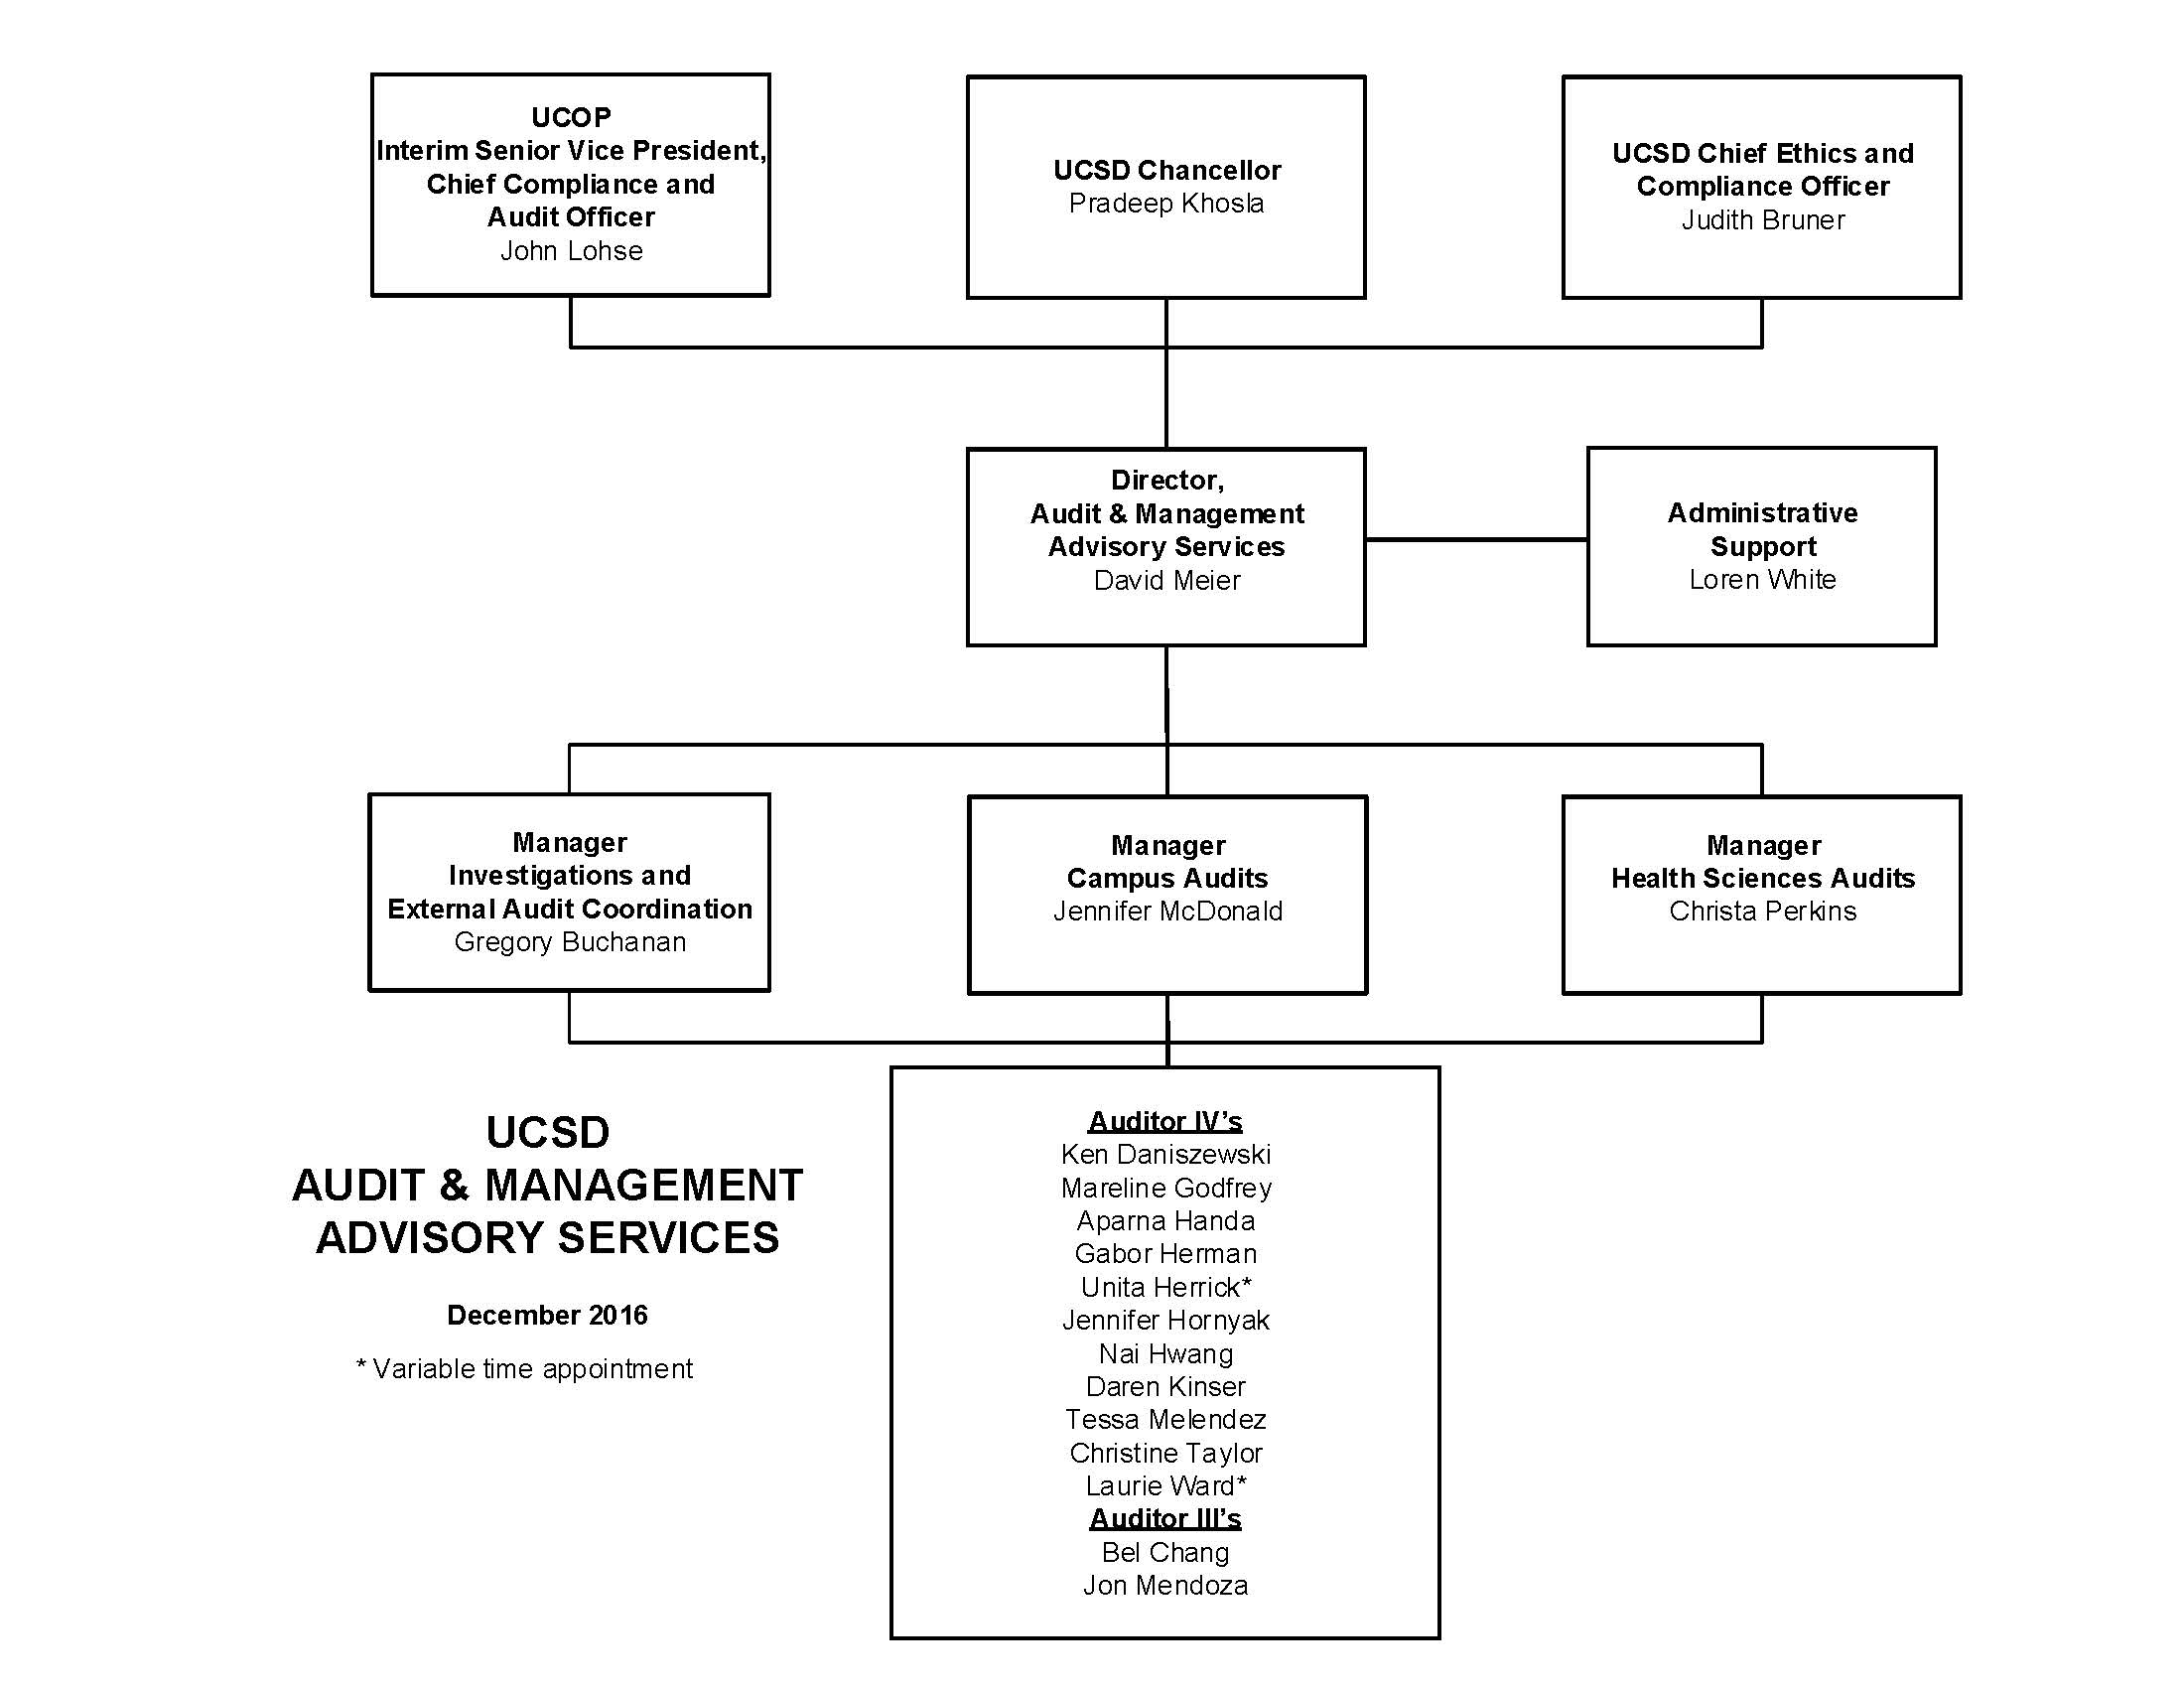 UCOP
Interim Senior Vice President,
Chief Compliance and
Audit Officer
John Lohse
UCSD Chancellor
Pradeep Khosla
UCSD Chief Ethics and
Compliance Officer
Judith Bruner
Director,
Audit & Management
Advisory Services
David Meier
Administrative
Support
Loren White
Manager
Investigations and
External Audit Coordination
Gregory Buchanan
Manager
Campus Audits
Jennifer McDonald
Manager
Health Sciences Audits
Christa Perkins
UCSD
AUDIT & MANAGEMENT
ADVISORY SERVICES
December 2016
* Variable time appointment
Auditor IV’s
Ken Daniszewski
Mareline Godfrey
Aparna Handa
Gabor Herman
Unita Herrick*
Jennifer Hornyak
Nai Hwang
Daren Kinser
Tessa Melendez
Christine Taylor
Laurie Ward*
Auditor III’s
Bel Chang
Jon Mendoza